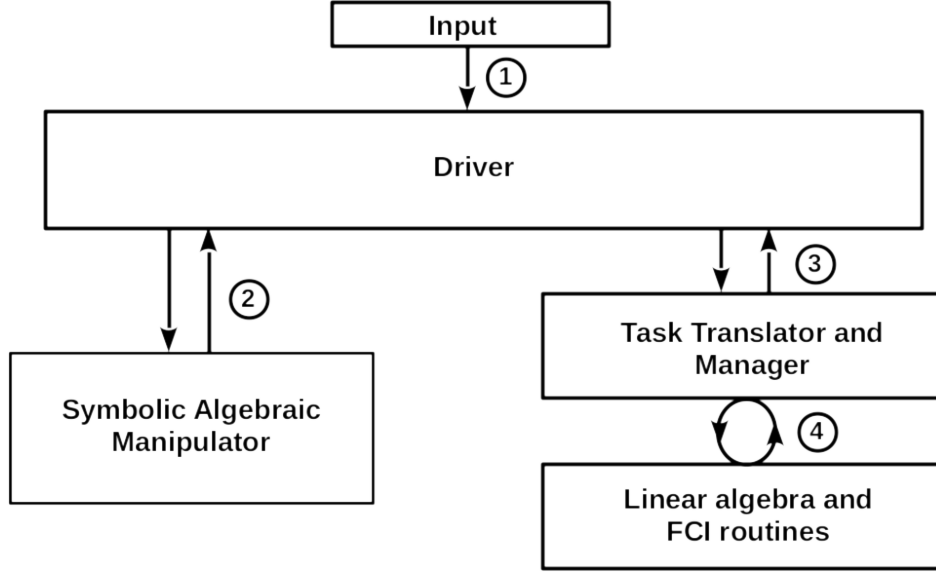 Input
1
Driver
2
3
Task Translator and
Manager
Symbolic Algebraic
Manipulator
4
Linear algebra and
FCI routines